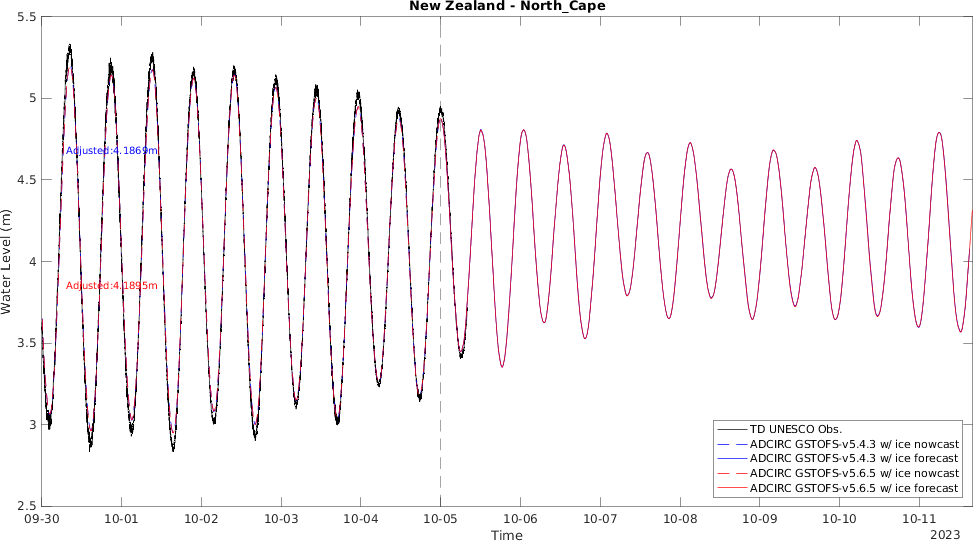 New Zealand - North_Cape
5.5
5
4.5
4
3.5
3
2.5
Water Level (m)
Adjusted:4.1869m
Adjusted:4.1895m
TD UNESCO Obs.
ADCIRC GSTOFS-v5.4.3 w/ ice nowcast
ADCIRC GSTOFS-v5.4.3 w/ ice forecast
ADCIRC GSTOFS-v5.6.5 w/ ice nowcast
ADCIRC GSTOFS-v5.6.5 w/ ice forecast
09-30 10-01 10-02 10-03 10-04 10-05 10-06 10-07 10-08 10-09 10-10 10-11
Time
2023